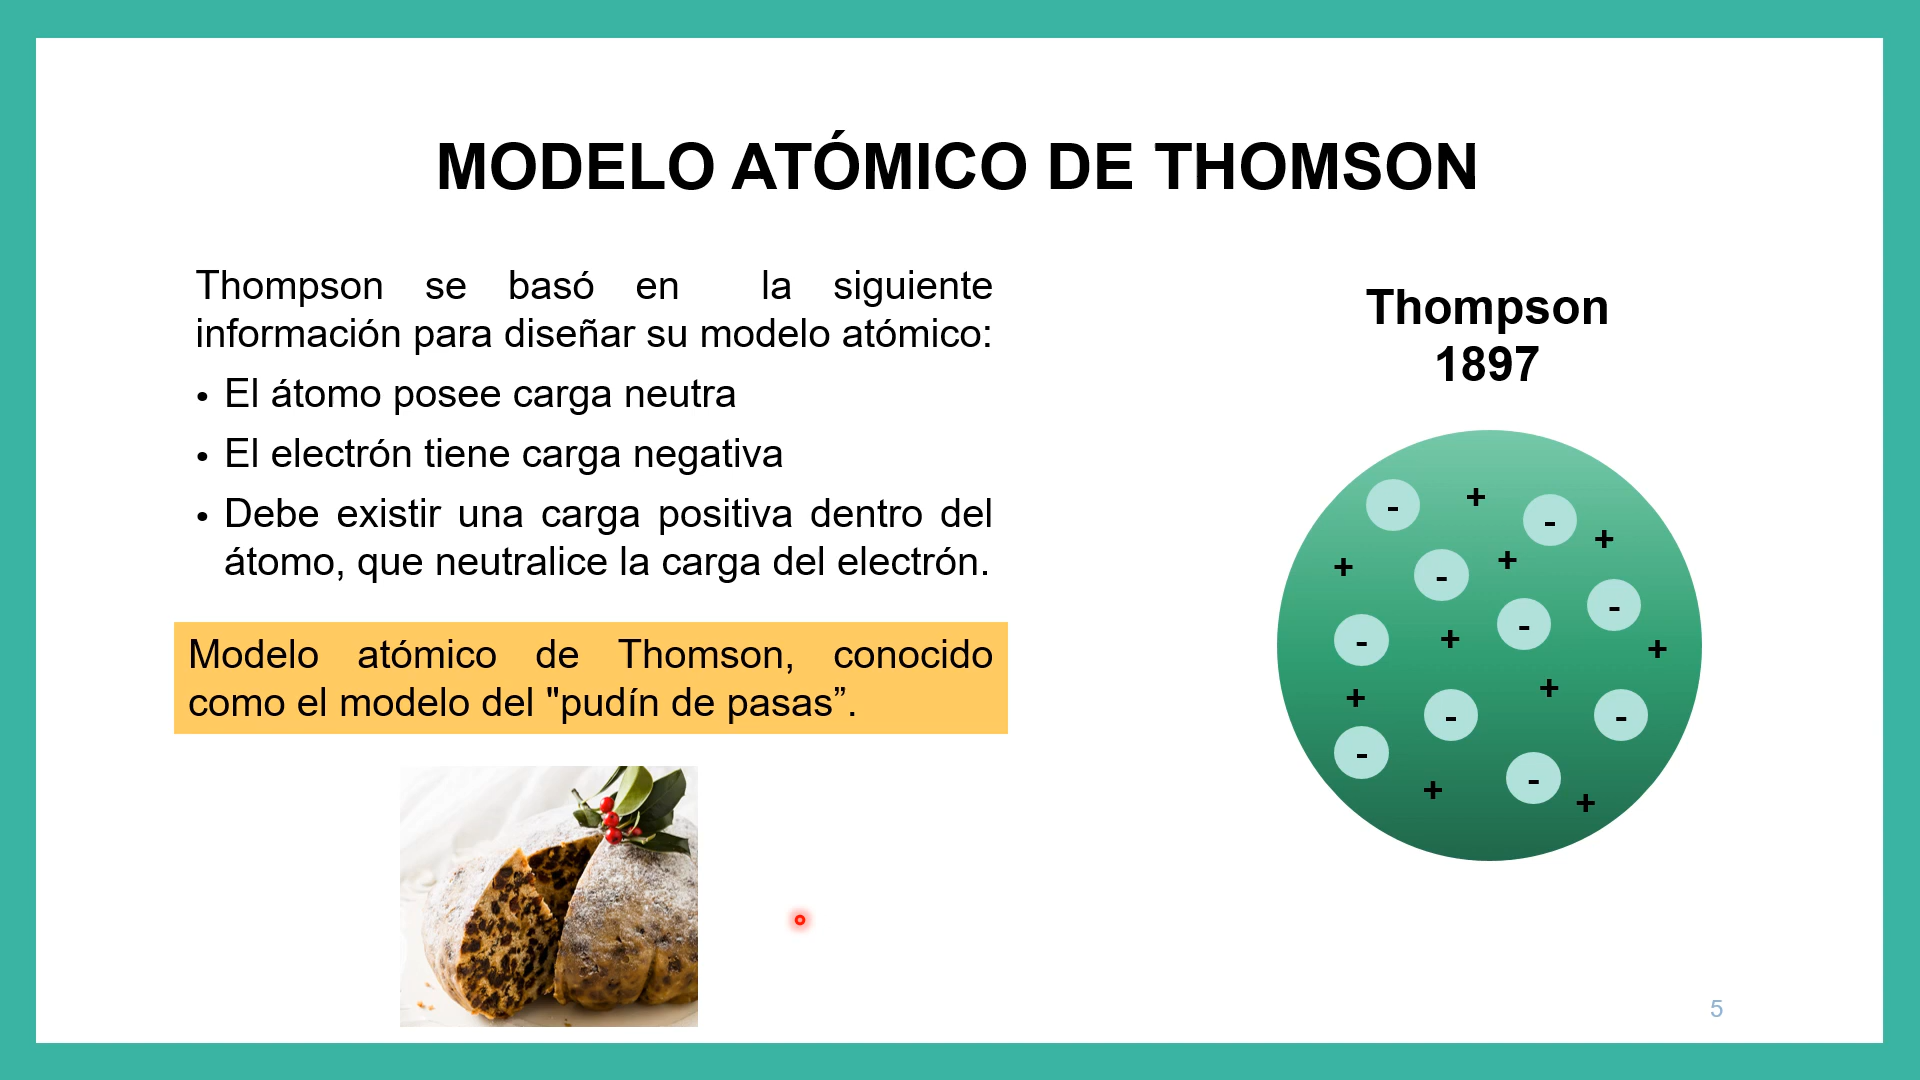 MODELO ATÓMICO DE THOMSON
Thompson se basó en la siguiente
información para diseñar su modelo atómico:
• El átomo posee carga neutra
• El electrón tiene carga negativa
• Debe existir una carga positiva dentro del
átomo, que neutralice la carga del electrón.
Modelo atómico de Thomson, conocido
como el modelo del "pudín de pasas”.
Thompson
1897
- + - +
+ - + -
- + - +
+ - + -
- + - +
5